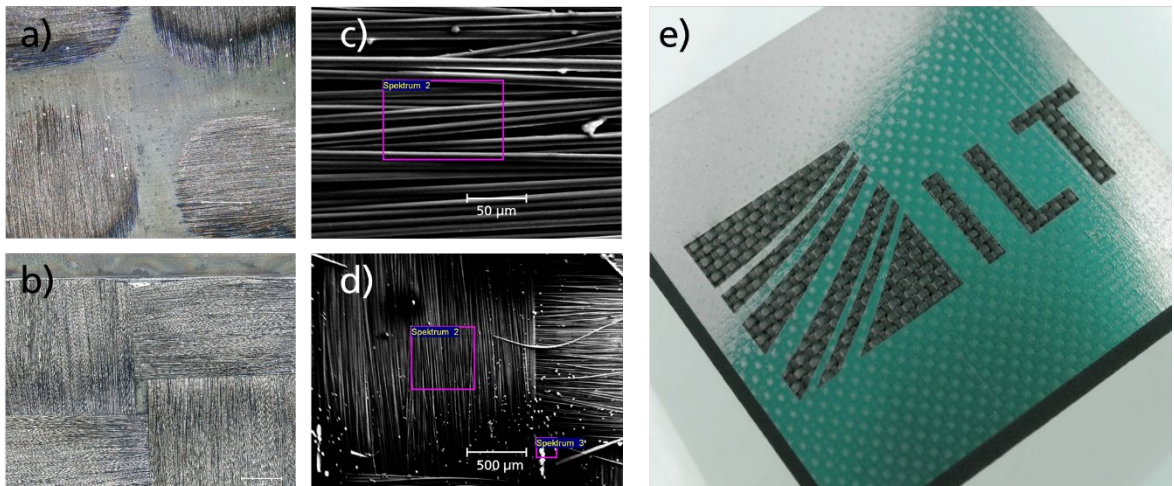 a)
c)
Spektrum 2
50 µm
e)
ILT
b)
d)
Spektrum 2
Spektrum 3
500 µm